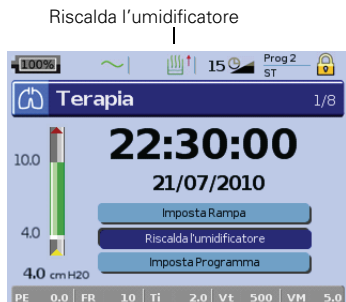 Riscalda l'umidificatore
100% 15 Prog 2 ST
Terapia 1/8
10.0
22:30:00
21/07/2010
Imposta Rampa
4.0
Riscalda l'umidificatore
Imposta Programma
4.0 cm H20
PE 0.0 FR 10 Ti 2.0 Vt 500 VM 5.0